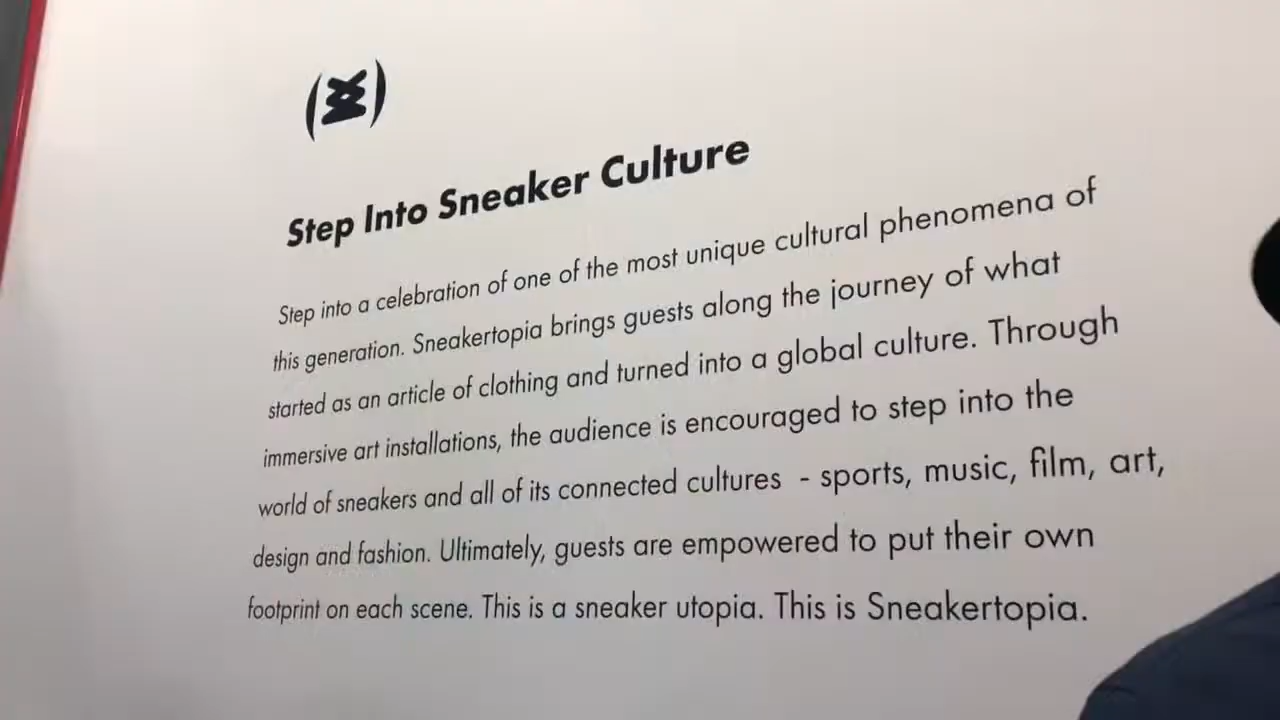 Step Into Sneaker Culture
Step into a celebration of one of the most unique cultural phenomena of
this generation. Sneakertopia brings guests along the journey of what
started as an article of clothing and turned into a global culture. Through
immersive art installations, the audience is encouraged to step into the
world of sneakers and all of its connected cultures - sports, music, film, art,
design and fashion. Ultimately, guests are empowered to put their own
footprint on each scene. This is a sneaker utopia. This is Sneakertopia.